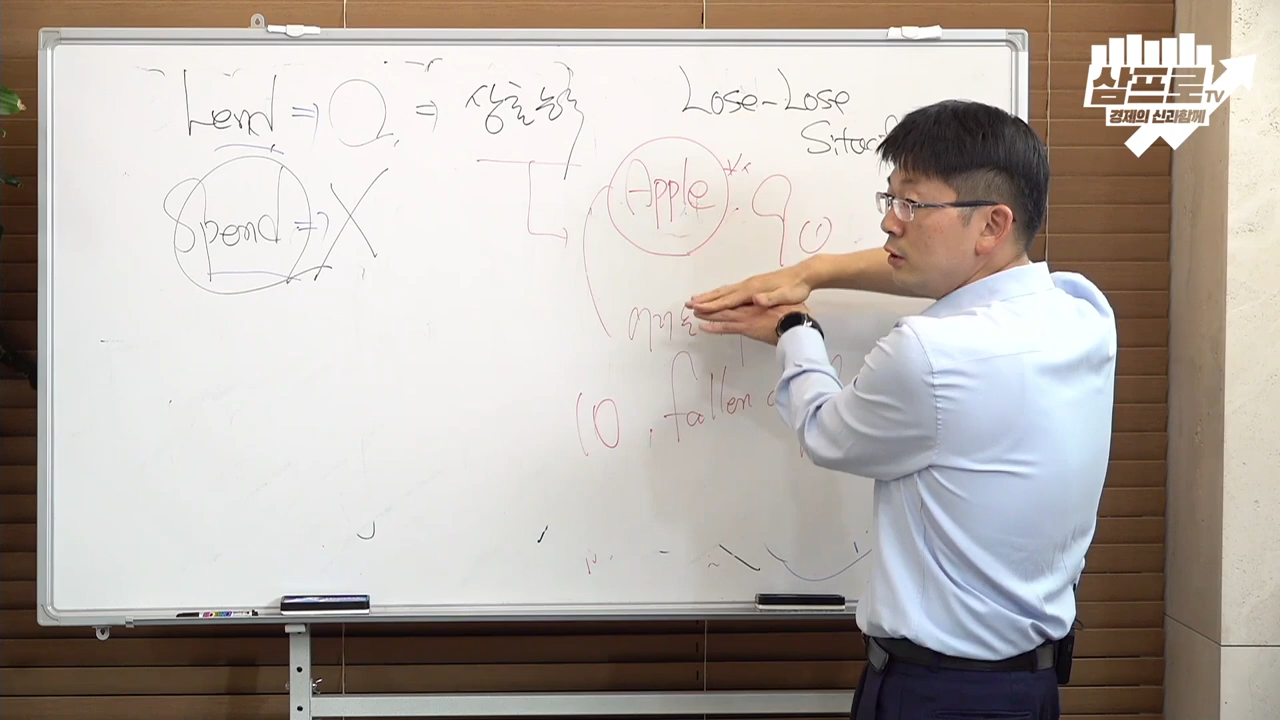 Lend ⇒ O ⇒ 상환능력
Spend ⇒ X
Lose-Lose
Apple
90
10, fallen
삼프로TV
경제의 신과함께